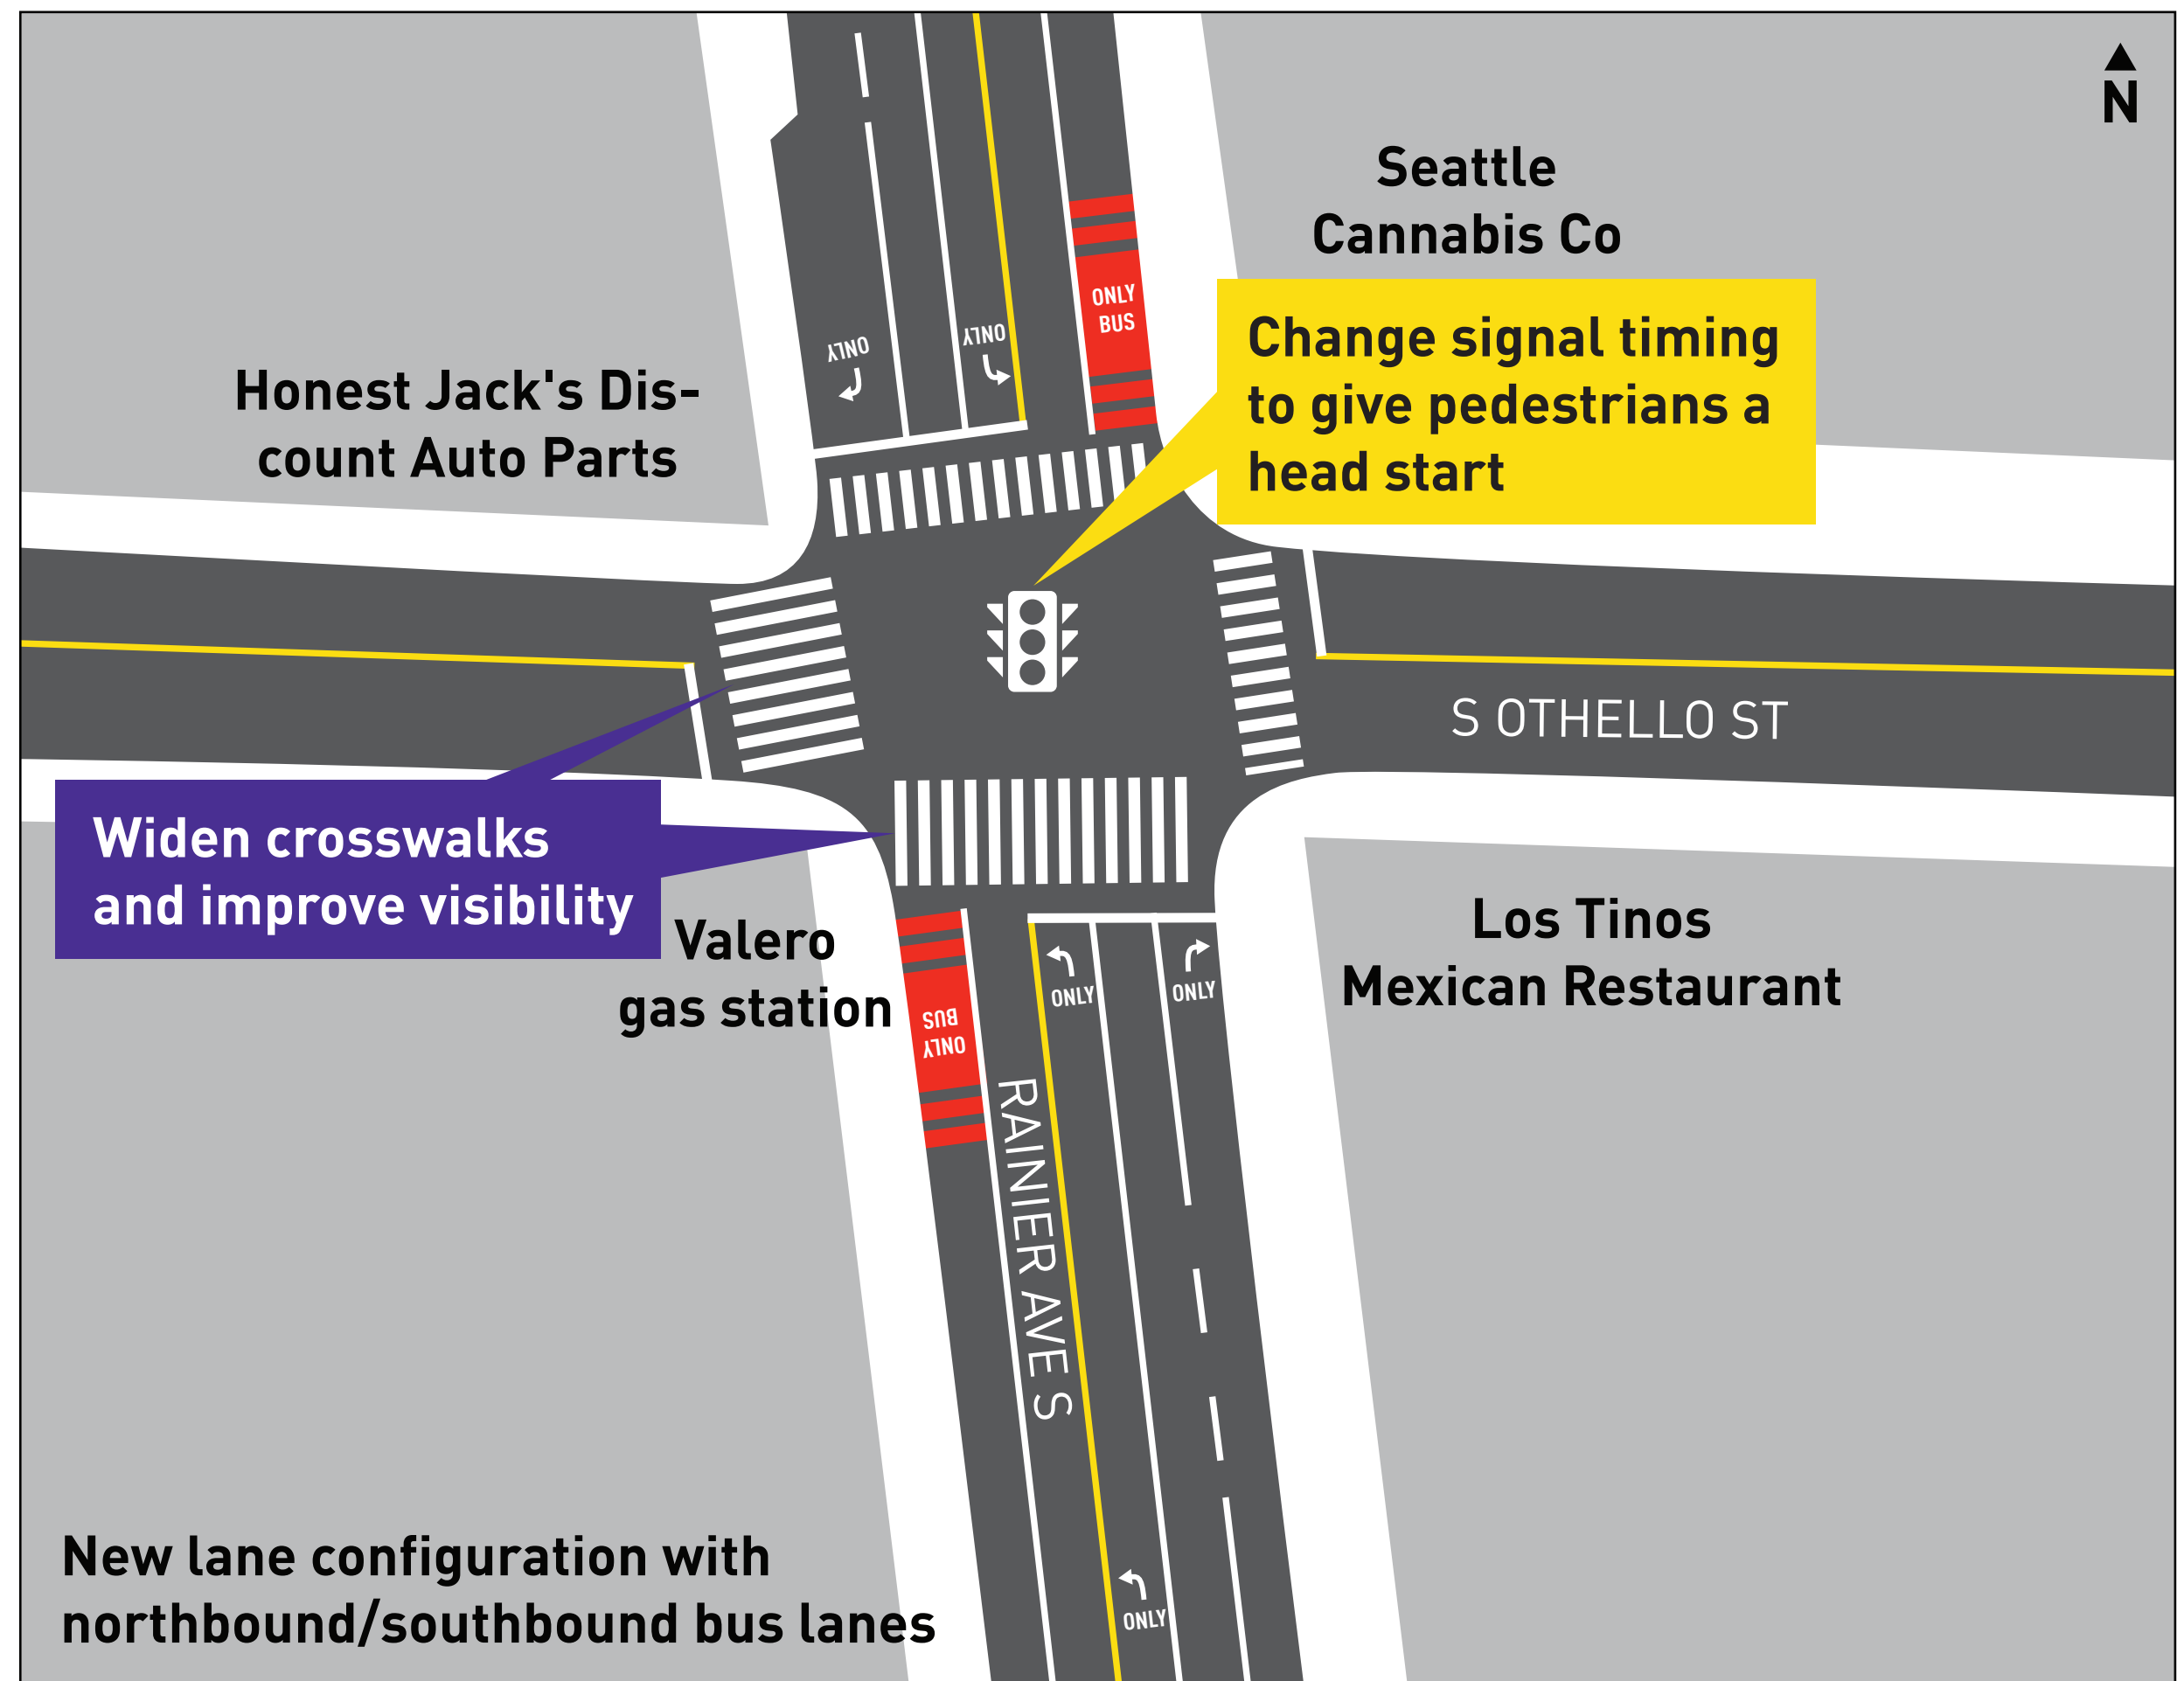 N
Seattle
Cannabis Co
Change signal timing
to give pedestrians a
head start
ONLY
BUS
ONLY
ONLY
Honest Jack's Dis-
count Auto Parts
S OTHELLO ST
Widen crosswalks
and improve visibility
Valero
gas station
Los Tinos
Mexican Restaurant
BUS
ONLY
ONLY
ONLY
RAINIER AVE S
New lane configuration with
northbound/southbound bus lanes
ONLY